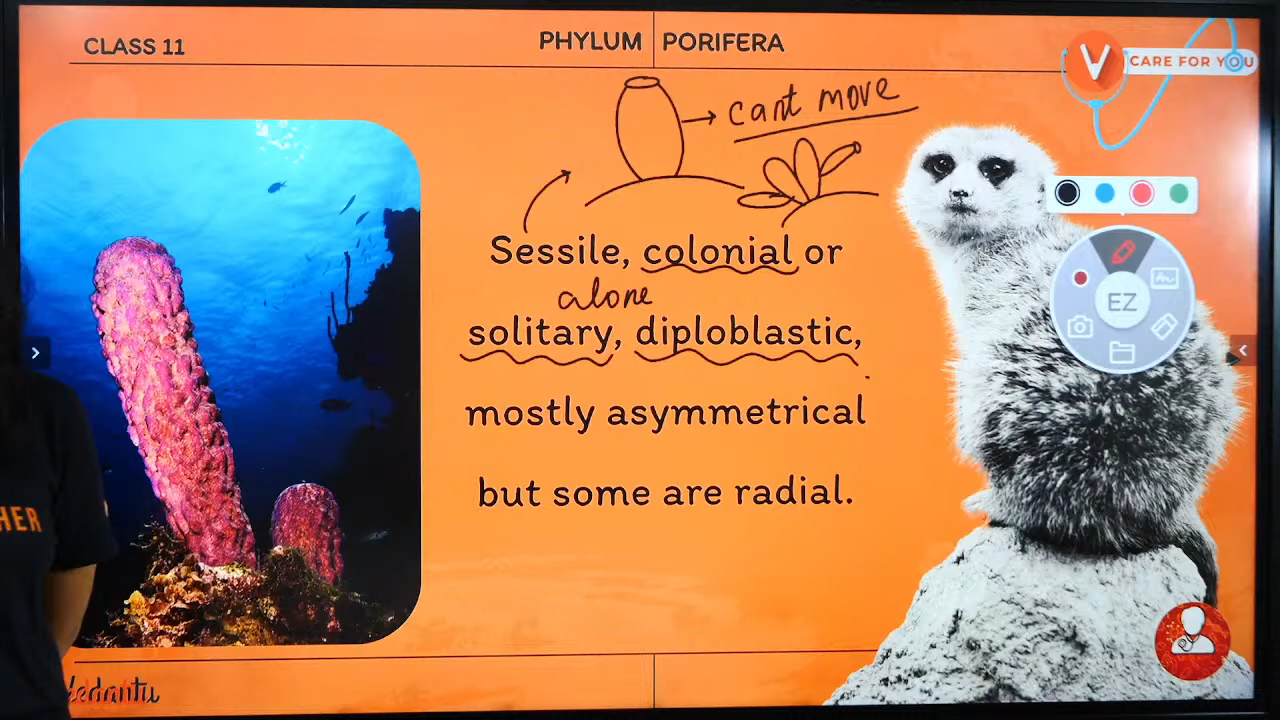 CLASS 11
PHYLUM PORIFERA
CARE FOR YOU
cant move
Sessile, colonial or
alone
solitary, diploblastic,
mostly asymmetrical
but some are radial.
EZ
HER
Vedantu